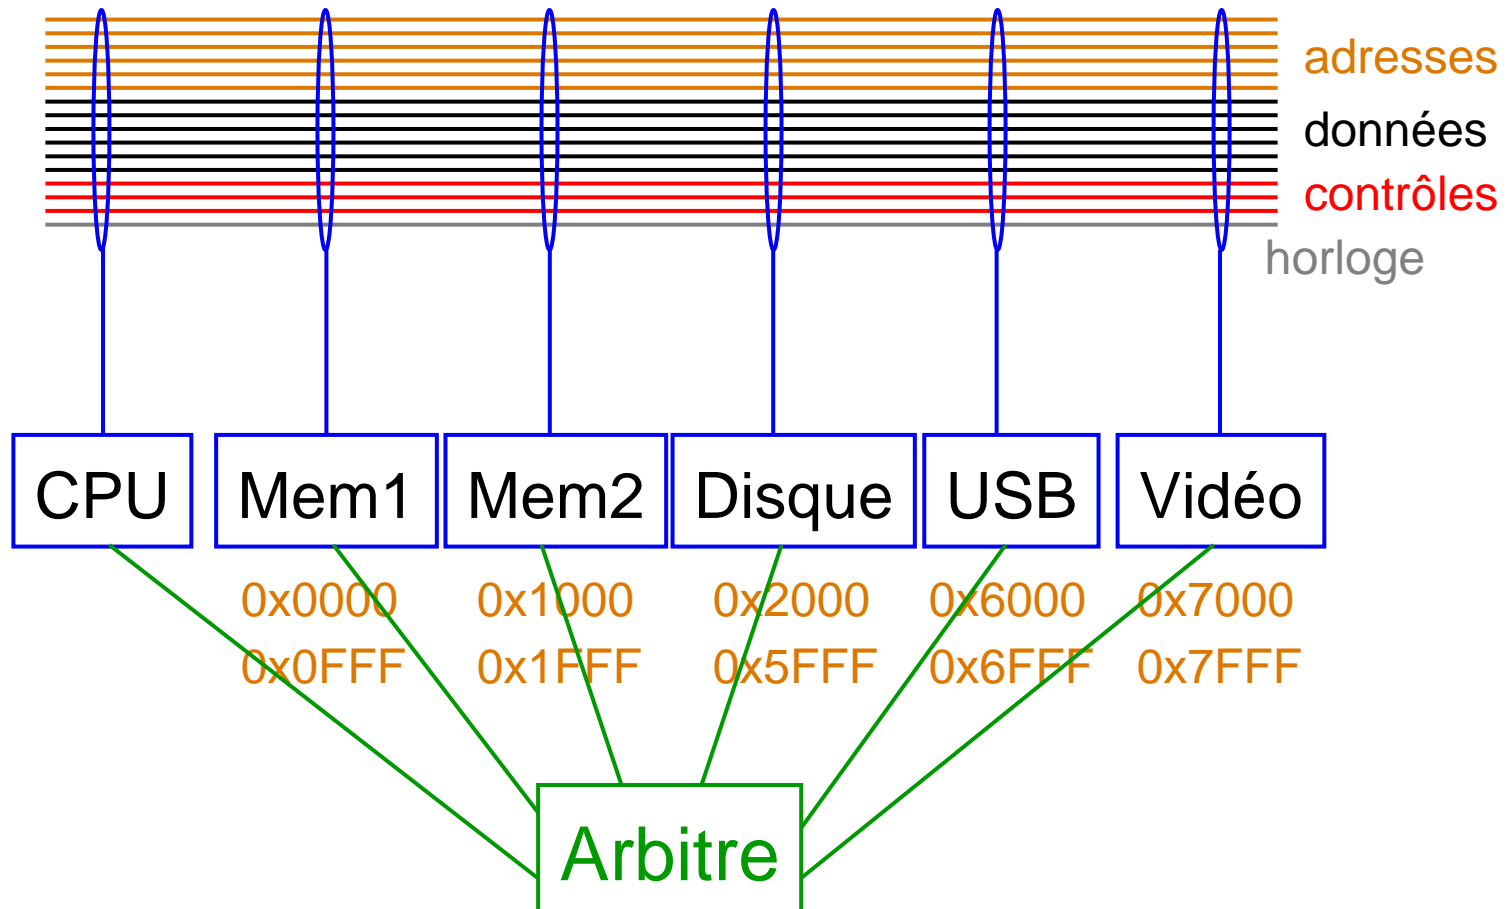 adresses
données
contrôles
horloge
CPU
Mem1
Mem2
Disque
USB
Vidéo
0x0000
0x1000
0x2000
0x6000
0x7000
0x0FFF
0x1FFF
0x5FFF
0x6FFF
0x7FFF
Arbitre